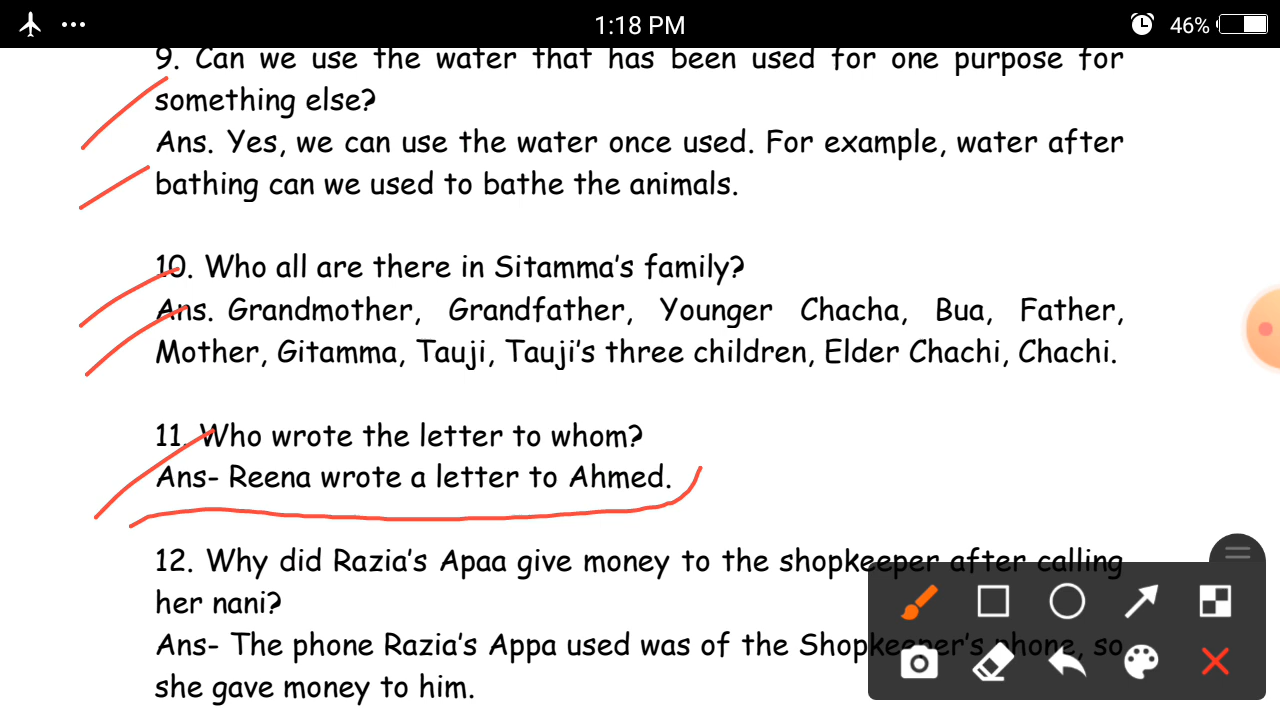 1:18 PM
46%
9. Can we use the water that has been used for one purpose for
something else?
Ans. Yes, we can use the water once used. For example, water after
bathing can we used to bathe the animals.
10. Who all are there in Sitamma's family?
Ans. Grandmother, Grandfather, Younger Chacha, Bua, Father,
Mother, Gitamma, Tauji, Tauji's three children, Elder Chachi, Chachi.
11. Who wrote the letter to whom?
Ans- Reena wrote a letter to Ahmed.
12. Why did Razia's Apaa give money to the shopkeeper after calling
her nani?
Ans- The phone Razia's Appa used was of the Shopkeeper's phone, so
she gave money to him.